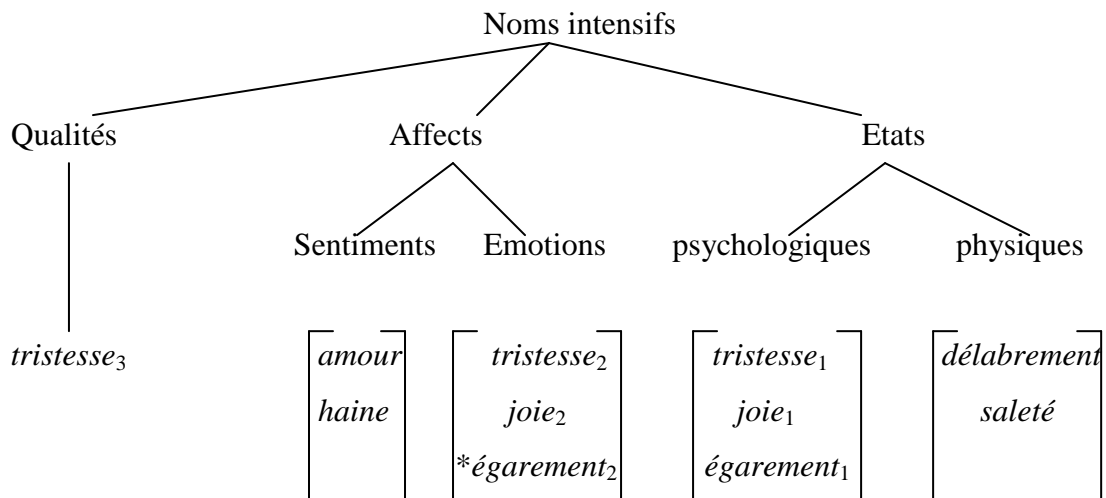 Noms intensifs
Qualités Affects Etats
Sentiments Emotions psychologiques physiques
tristesse₃ amour tristesse₂ tristesse₁ délabrement
haine joie₂ joie₁ saleté
*égarement₂ égarement₁